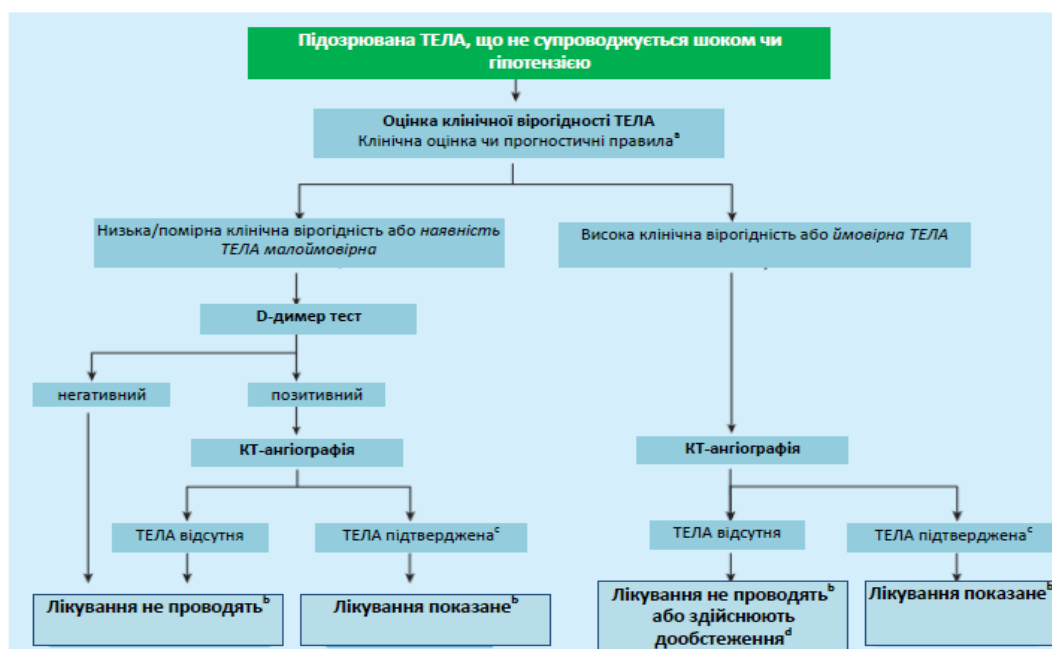 Підозрювана ТЕЛА, що не супроводжується шоком чи
гіпотензією
Оцінка клінічної вірогідності ТЕЛА
Клінічна оцінка чи прогностичні правилаᵃ
Низька/помірна клінічна вірогідність або наявність
ТЕЛА малоймовірна
Висока клінічна вірогідність або ймовірна ТЕЛА
D-димер тест
негативний
позитивний
КТ-ангіографія
КТ-ангіографія
ТЕЛА відсутня
ТЕЛА підтвердженаᶜ
ТЕЛА відсутня
ТЕЛА підтвердженаᶜ
Лікування не проводятьᵇ
Лікування показанеᵇ
Лікування не проводятьᵇ
або здійснюють
дообстеженняᵈ
Лікування показанеᵇ